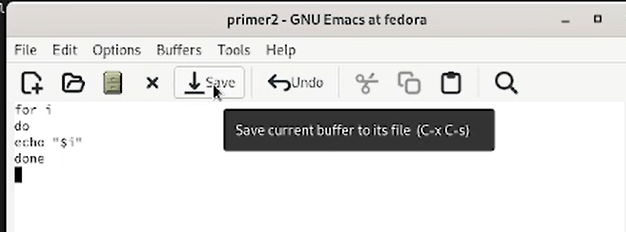 primer2 - GNU Emacs at fedora
File Edit Options Buffers Tools Help
Save Undo
Save current buffer to its file (C-x C-s)
for i
do
echo "$i"
done